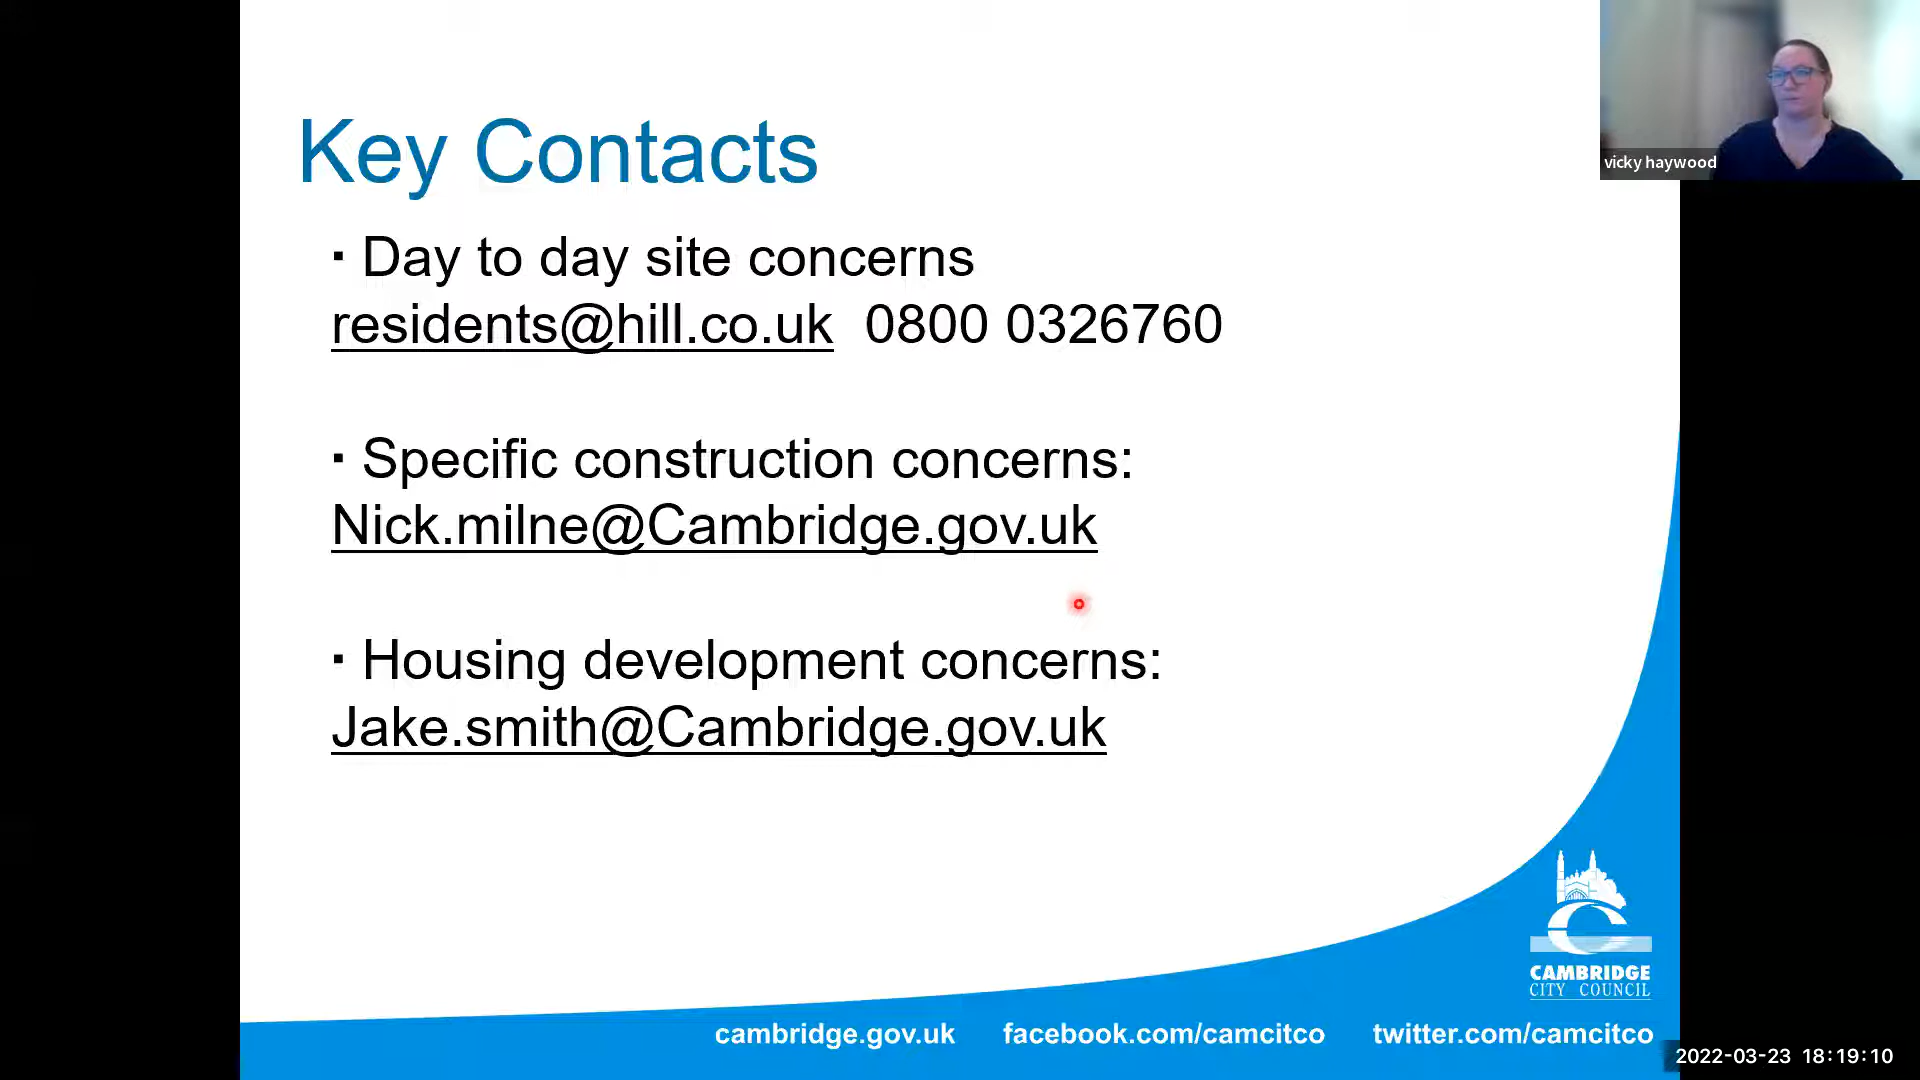 Key Contacts
▪ Day to day site concerns
residents@hill.co.uk 0800 0326760
▪ Specific construction concerns:
Nick.milne@Cambridge.gov.uk
▪ Housing development concerns:
Jake.smith@Cambridge.gov.uk
vicky haywood
CAMBRIDGE
CITY COUNCIL
cambridge.gov.uk facebook.com/camcitco twitter.com/camcitco
2022-03-23 18:19:10